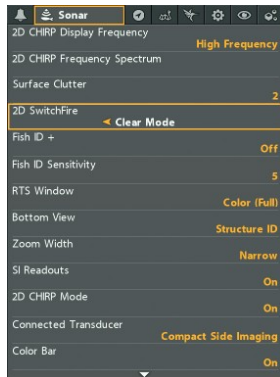 Sonar
2D CHIRP Display Frequency
High Frequency
2D CHIRP Frequency Spectrum
Surface Clutter
2
2D SwitchFire
Clear Mode
Fish ID +
Off
Fish ID Sensitivity
5
RTS Window
Color (Full)
Bottom View
Structure ID
Zoom Width
Narrow
SI Readouts
On
2D CHIRP Mode
On
Connected Transducer
Compact Side Imaging
Color Bar
On